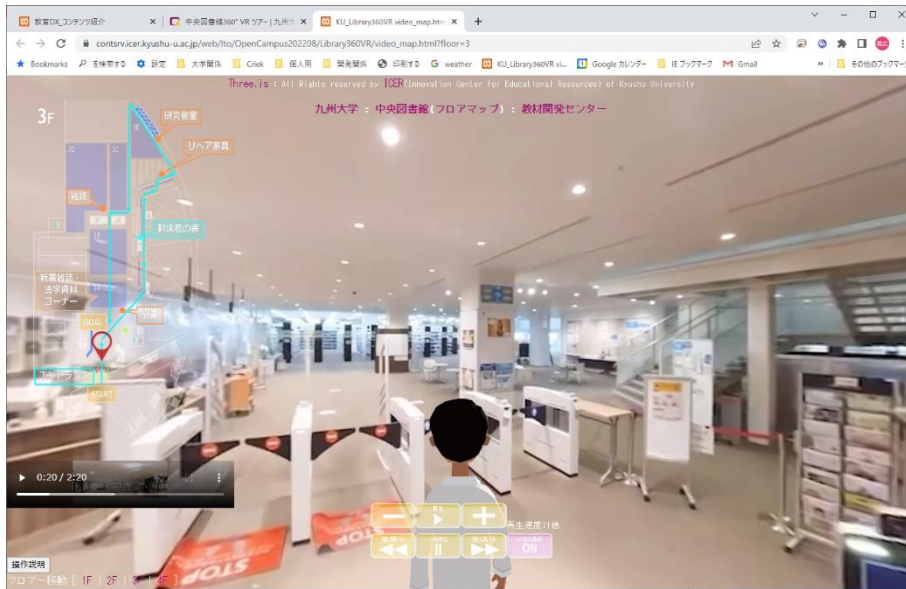 教育DX_コンテンツ紹介
中央図書館360° VR ツアー | 九州大
KU_Library360VR video_map.htm
contsrv.icer.kyushu-u.ac.jp/web/Ito/OpenCampus202208/Library360VR/video_map.html?floor=3
Bookmarks
を検索する
設定
大学関係
Criek
個人用
開発関係
印刷する
weather
KU_Library360VR vi...
Google カレンダー
IE ブックマーク
Gmail
»
その他のブックマーク
Three.js : All Rights reserved by ICER(Innovation Center for Educational Resources) of Kyushu University
九州大学 : 中央図書館(フロアマップ) : 教材開発センター
3F
研究個室
リペア家具
雑誌
新着雑誌・
法学資料
コーナー
GOAL
START
0:20 / 2:20
STOP
再生速度:1倍
ON
操作説明
フロアー移動 [ 1F | 2F | 3F | 4F ]